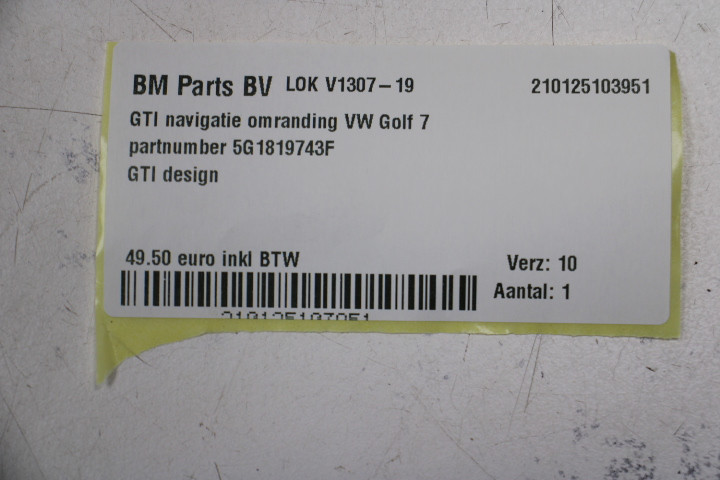 BM Parts BV LOK V1307-19 210125103951
GTI navigatie omranding VW Golf 7
partnumber 5G1819743F
GTI design
49.50 euro inkl BTW Verz: 10
Aantal: 1